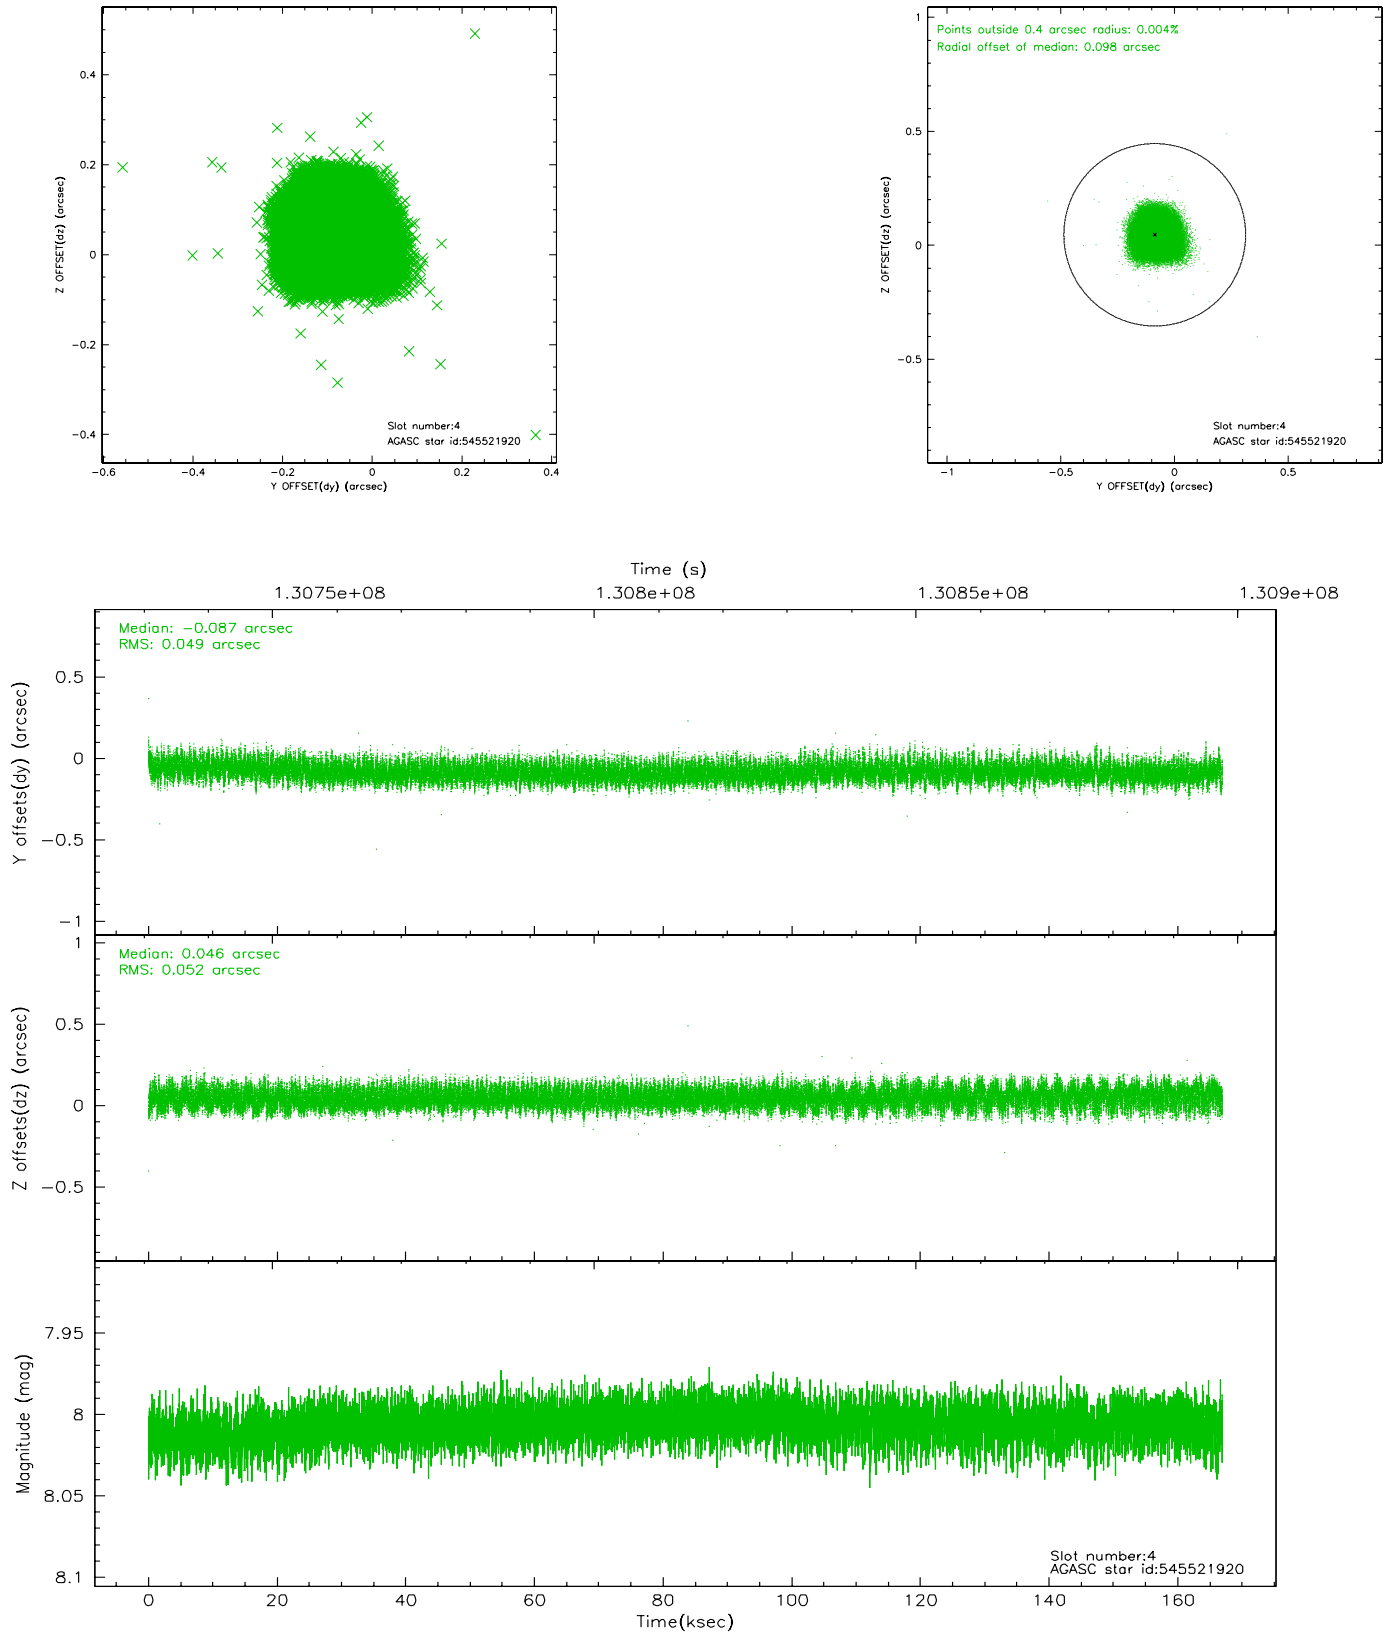 0.4
0.2
0
−0.2
−0.4
Z OFFSET(dz) (arcsec)
Slot number:4
AGASC star id:545521920
−0.6
−0.4
−0.2
0
0.2
0.4
Y OFFSET(dy) (arcsec)
Points outside 0.4 arcsec radius: 0.004%
Radial offset of median: 0.098 arcsec
1
0.5
0
−0.5
Z OFFSET(dz) (arcsec)
Slot number:4
AGASC star id:545521920
−1
−0.5
0
0.5
Y OFFSET(dy) (arcsec)
Time (s)
1.3075e+08
1.308e+08
1.3085e+08
1.309e+08
Median: −0.087 arcsec
RMS: 0.049 arcsec
0.5
0
−0.5
−1
Y offsets(dy) (arcsec)
Median: 0.046 arcsec
RMS: 0.052 arcsec
1
0.5
0
−0.5
Z offsets(dz) (arcsec)
7.95
8
8.05
8.1
Magnitude (mag)
Slot number:4
AGASC star id:545521920
0
20
40
60
80
100
120
140
160
Time(ksec)